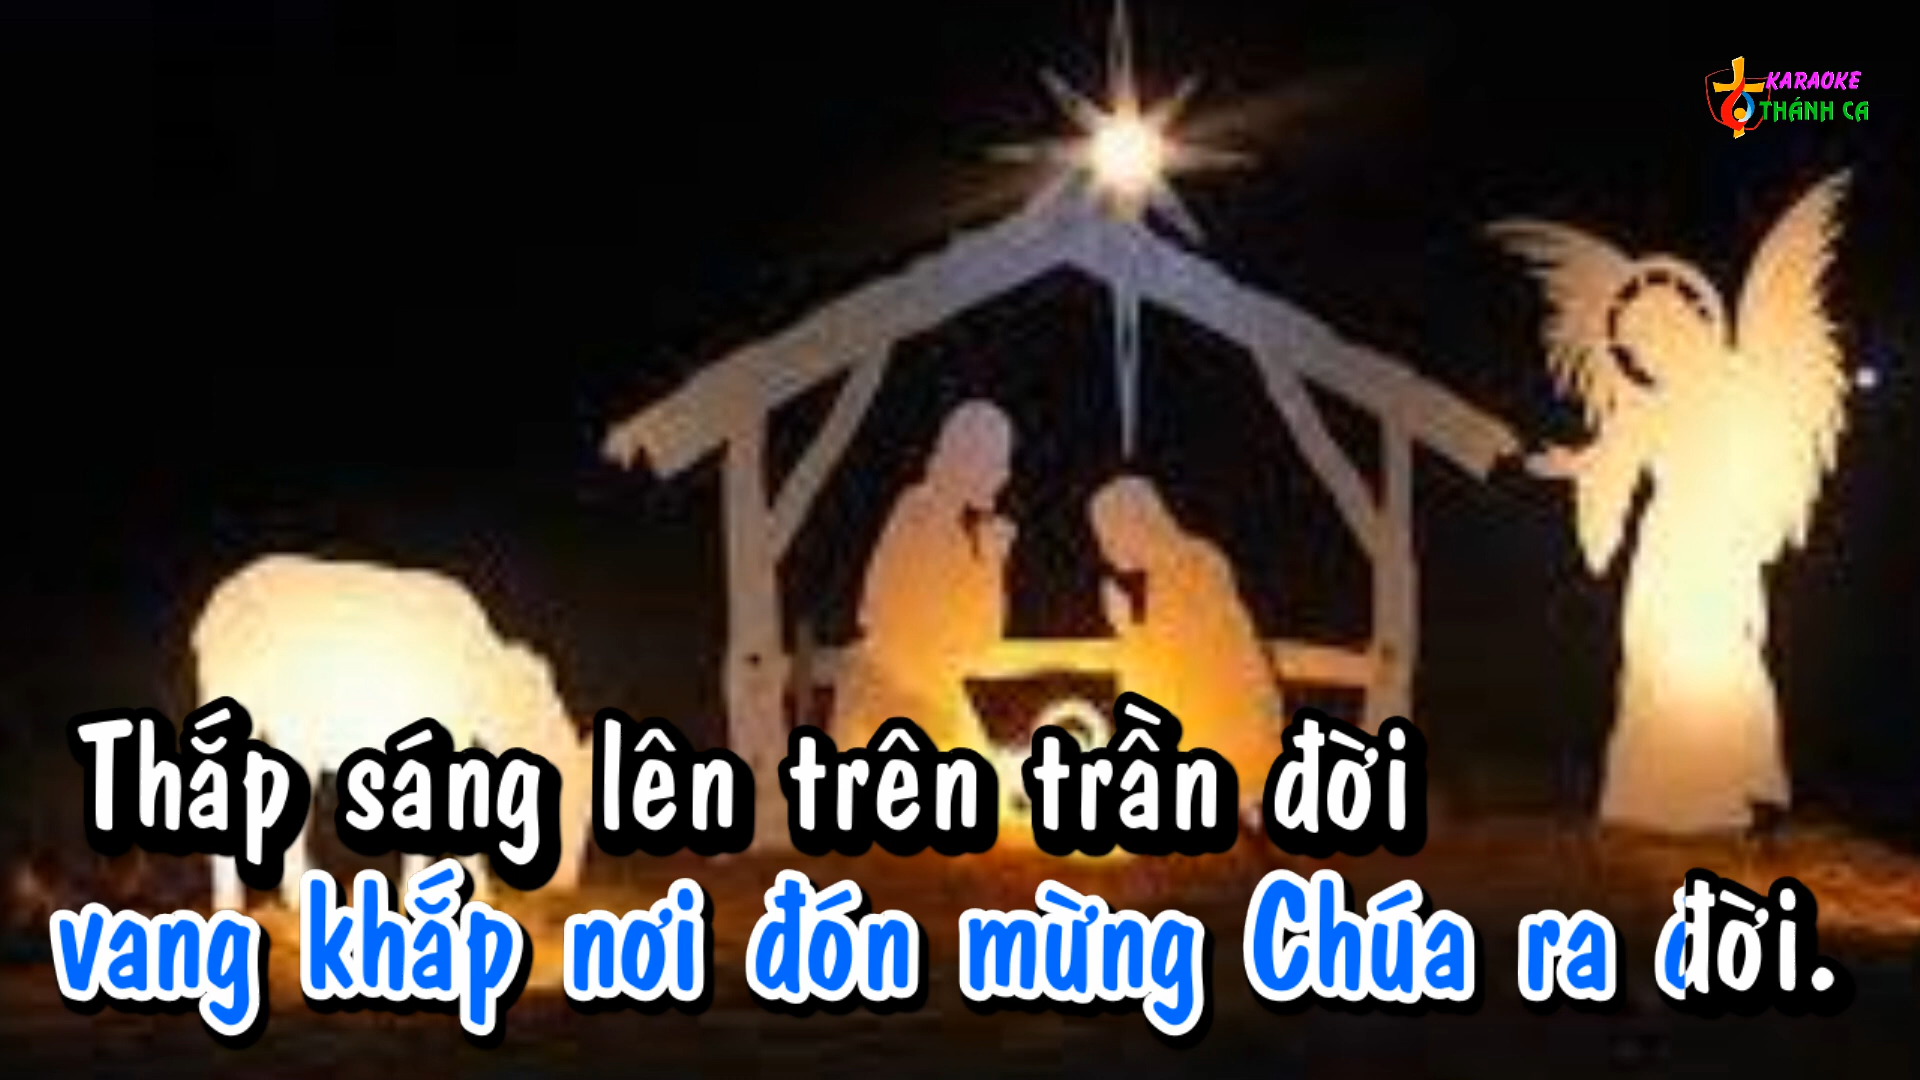 KARAOKE
THÁNH CA
Thắp sáng lên trên trần đời
vang khắp nơi đón mừng Chúa ra đời.